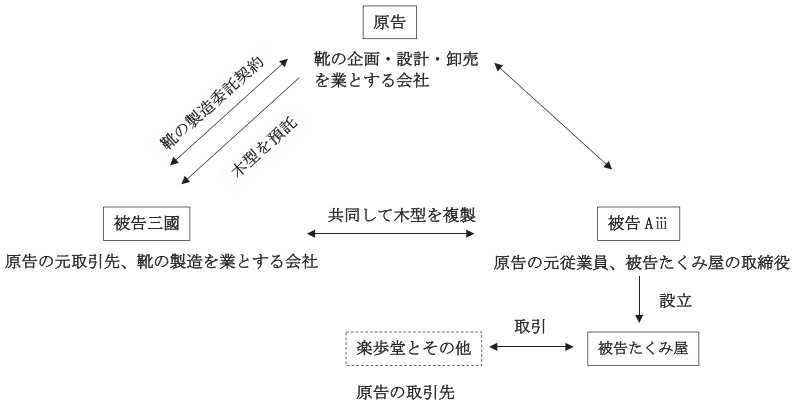 原告
靴の企画・設計・卸売
を業とする会社
靴の製造委託契約
木型を預託
被告三國
共同して木型を複製
被告Aⅲ
原告の元取引先、靴の製造を業とする会社
原告の元従業員、被告たくみ屋の取締役
設立
取引
楽歩堂とその他
被告たくみ屋
原告の取引先